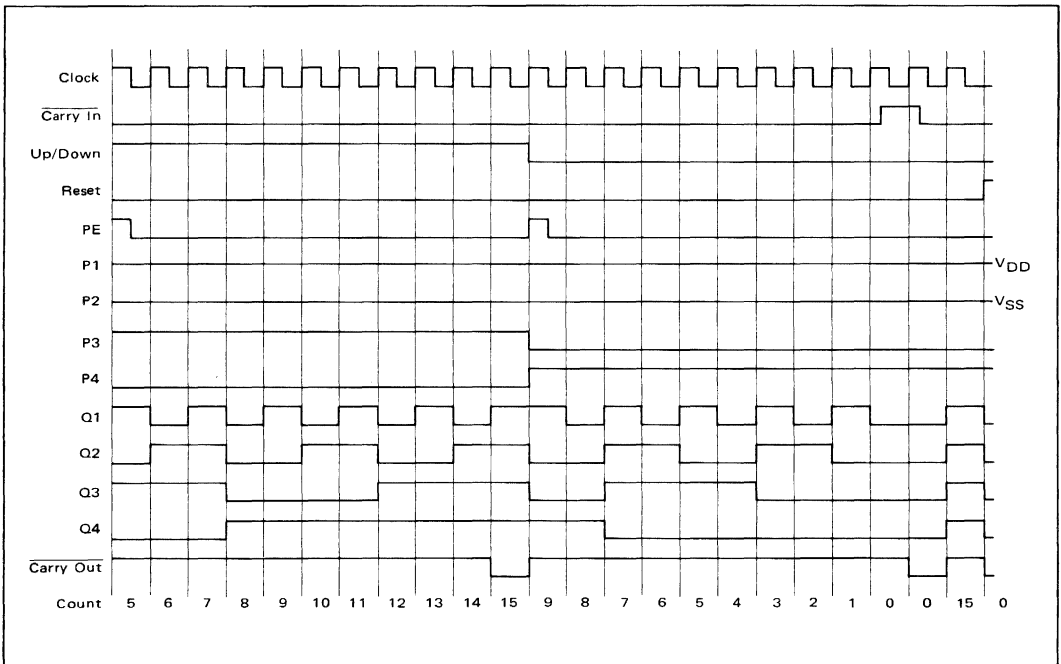 Clock
Carry In
Up/Down
Reset
PE
P1
VDD
P2
VSS
P3
P4
Q1
Q2
Q3
Q4
Carry Out
Count 5 6 7 8 9 10 11 12 13 14 15 9 8 7 6 5 4 3 2 1 0 0 15 0